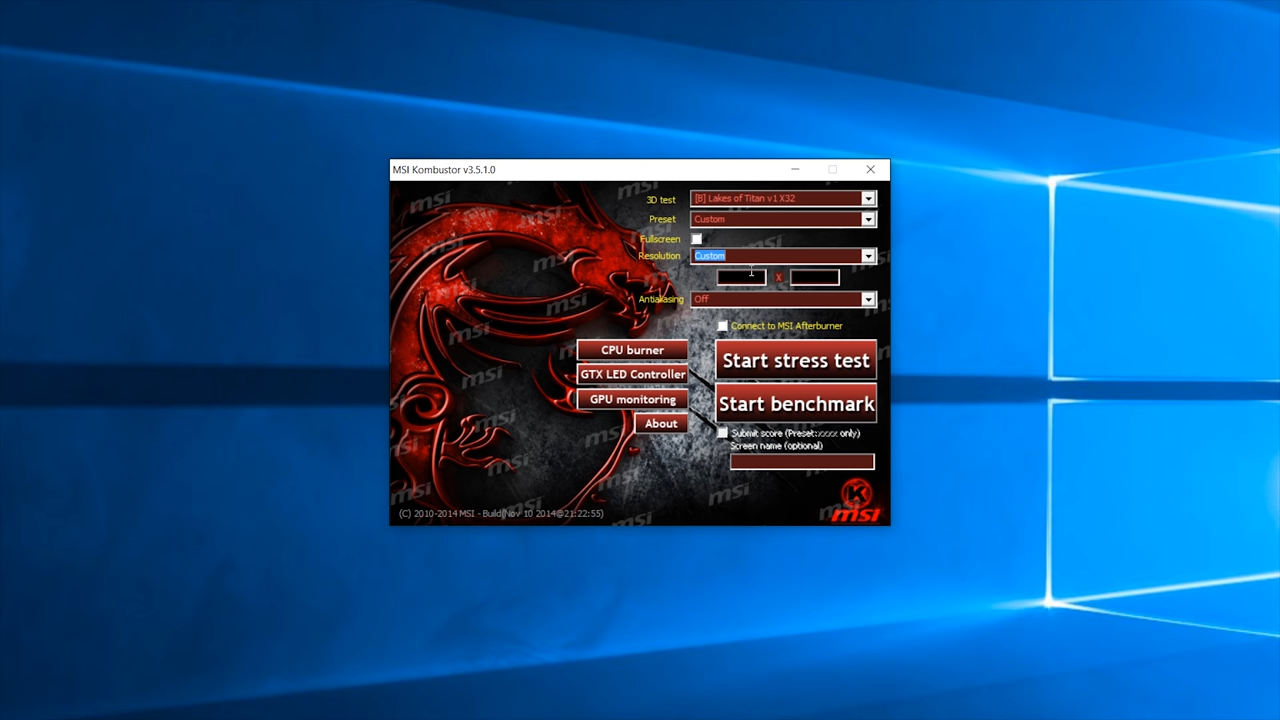 MSI Kombustor v3.5.1.0
3D test
[B] Lakes of Titan v1 X32
Preset
Custom
Fullscreen
Resolution
Custom
X
Antialiasing
Off
Connect to MSI Afterburner
CPU burner
Start stress test
GTX LED Controller
GPU monitoring
Start benchmark
About
Submit score (Preset:xxxx only)
Screen name (optional)
K
msi
(C) 2010-2014 MSI - Build(Nov 10 2014@21:22:55)